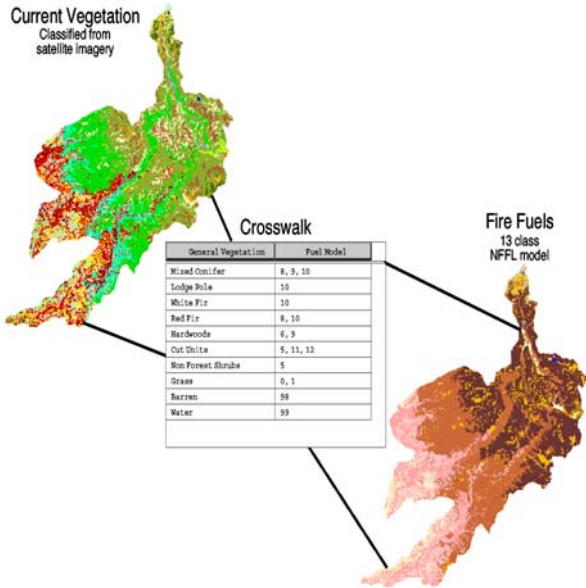 Current Vegetation
Classified from
satellite imagery
Crosswalk
General Vegetation Fuel Model
Mixed Conifer 8, 9, 10
Lodge Pole 10
White Fir 10
Red Fir 8, 10
Hardwoods 6, 9
Cut Units 5, 11, 12
Non Forest Shrubs 5
Grass 0, 1
Barren 98
Water 99
Fire Fuels
13 class
NFFL model